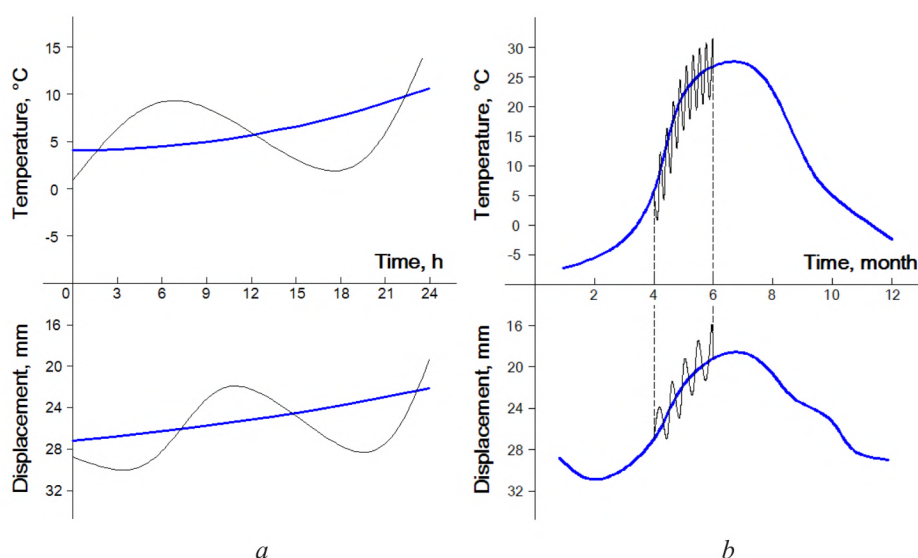 Temperature, °C
15
10
5
0
-5
Time, h
0 3 6 9 12 15 18 21 24
Displacement, mm
16
20
24
28
32
a
Temperature, °C
30
25
20
15
10
5
0
-5
Time, month
2 4 6 8 10 12
Displacement, mm
16
20
24
28
32
b